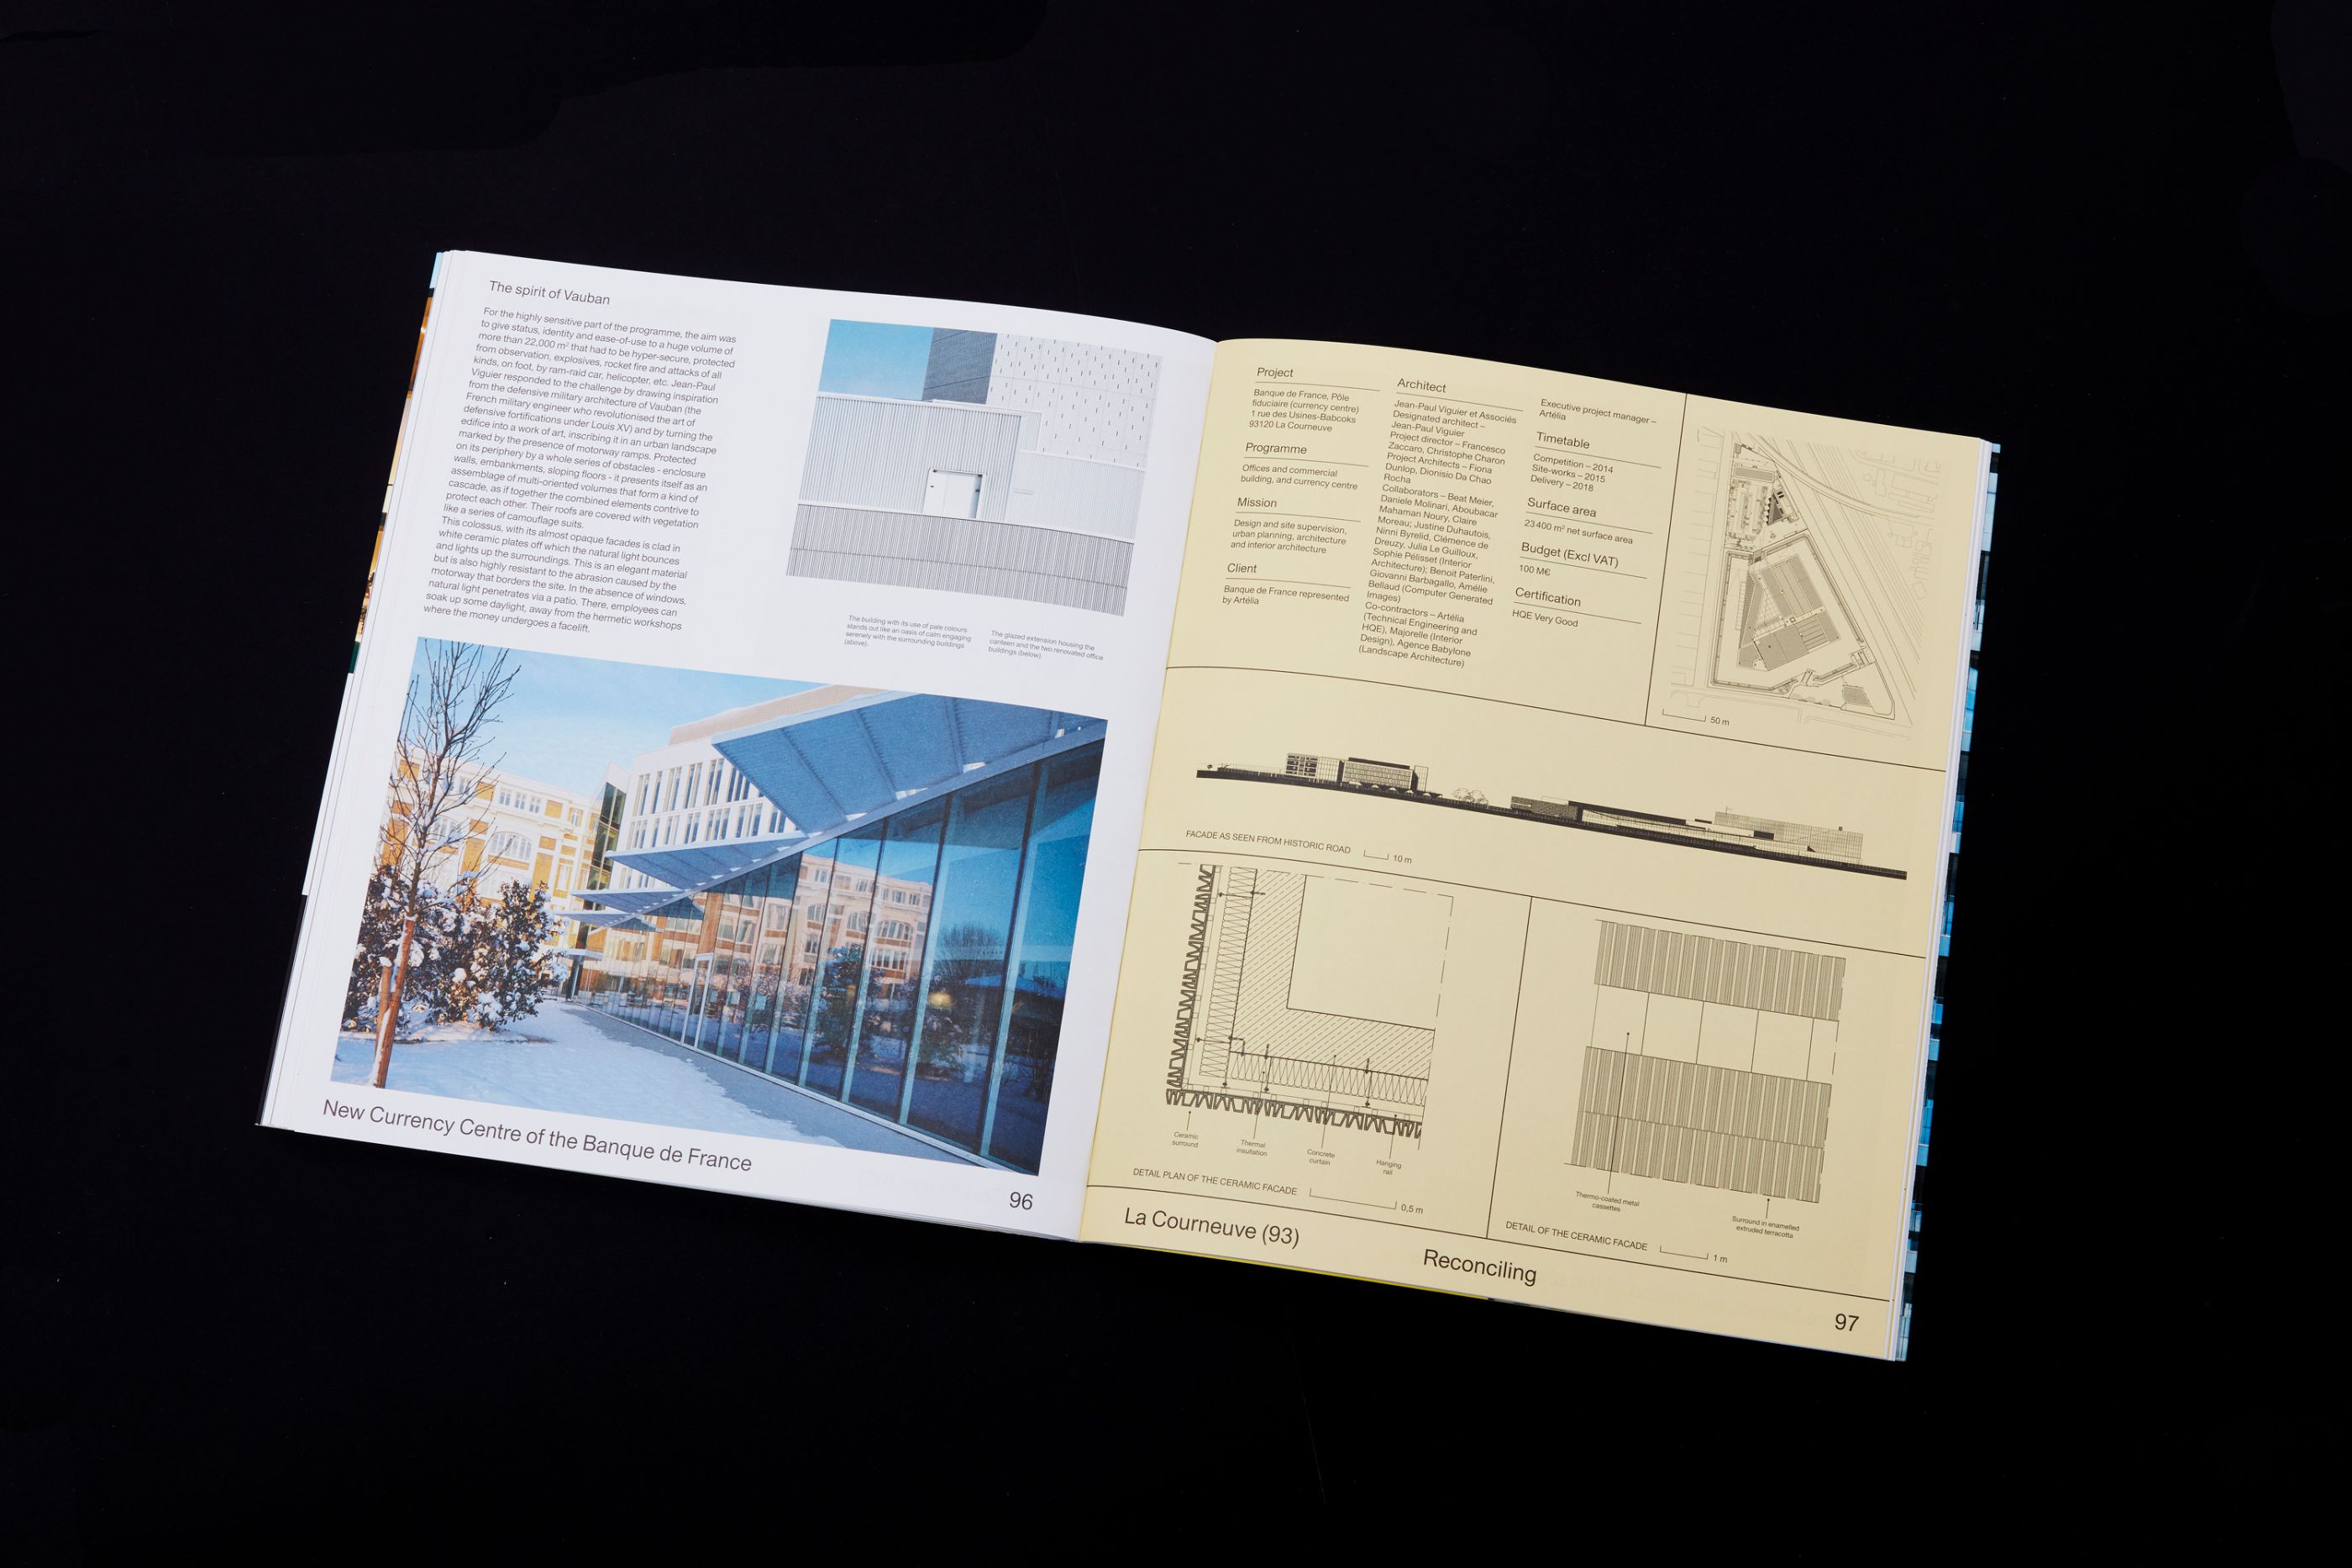 The spirit of Vauban
For the highly sensitive part of the programme, the aim was
to give status, identity and ease-of-use to a huge volume of
more than 22,000 m² that had to be hyper-secure, protected
from observation, explosives, rocket fire and attacks of all
kinds, on foot, by ram-raid car, helicopter, etc. Jean-Paul
Viguier responded to the challenge by drawing inspiration
from the defensive military architecture of Vauban (the
French military engineer who revolutionised the art of
defensive fortifications under Louis XV) and by turning the
edifice into a work of art, inscribing it in an urban landscape
marked by the presence of motorway ramps. Protected
on its periphery by a whole series of obstacles - enclosure
walls, embankments, sloping floors - it presents itself as an
assemblage of multi-oriented volumes that form a kind of
cascade, as if together the combined elements contrive to
protect each other. Their roofs are covered with vegetation
like a series of camouflage suits.
This colossus, with its almost opaque facades is clad in
white ceramic plates off which the natural light bounces
and lights up the surroundings. This is an elegant material
but is also highly resistant to the abrasion caused by the
motorway that borders the site. In the absence of windows,
natural light penetrates via a patio. There, employees can
soak up some daylight, away from the hermetic workshops
where the money undergoes a facelift.
The building with its use of pale colours
stands out like an oasis of calm engaging
serenely with the surrounding buildings
(above).
The glazed extension housing the
canteen and the two renovated office
buildings (below).
New Currency Centre of the Banque de France
96
Project
Banque de France, Pôle
fiduciaire (currency centre)
1 rue des Usines-Babcoks
93120 La Courneuve
Programme
Offices and commercial
building, and currency centre
Mission
Design and site supervision,
urban planning, architecture
and interior architecture
Client
Banque de France represented
by Artélia
Architect
Jean-Paul Viguier et Associés
Designated architect –
Jean-Paul Viguier
Project director – Francesco
Zaccaro, Christophe Charon
Project Architects – Fiona
Dunlop, Dionisio Da Chao
Rocha
Collaborators – Beat Meier,
Daniele Molinari, Aboubacar
Mahaman Noury, Claire
Moreau; Justine Duhautois,
Ninni Byrelid, Clémence de
Dreuzy, Julia Le Guilloux,
Sophie Pélisset (Interior
Architecture); Benoit Paterlini,
Giovanni Barbagallo, Amélie
Bellaud (Computer Generated
Images)
Co-contractors – Artélia
(Technical Engineering and
HQE), Majorelle (Interior
Design), Agence Babylone
(Landscape Architecture)
Executive project manager –
Artélia
Timetable
Competition – 2014
Site-works – 2015
Delivery – 2018
Surface area
23 400 m² net surface area
Budget (Excl VAT)
100 M€
Certification
HQE Very Good
50 m
FACADE AS SEEN FROM HISTORIC ROAD
10 m
Ceramic
surround
Thermal
insultation
Concrete
curtain
Hanging
rail
DETAIL PLAN OF THE CERAMIC FACADE
0,5 m
Thermo-coated metal
cassettes
Surround in enamelled
extruded terracotta
DETAIL OF THE CERAMIC FACADE
1 m
La Courneuve (93)
Reconciling
97